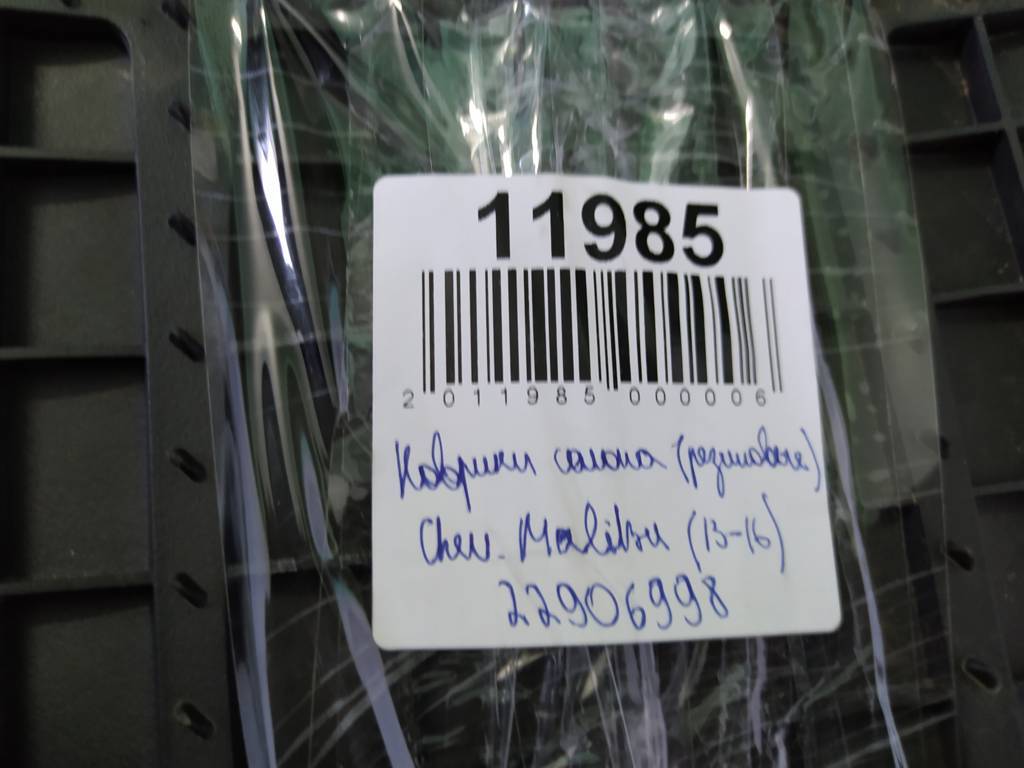 11985
2 011985 000006
Коврики салона (резиновые)
Chev. Malibu (13-16)
22906998